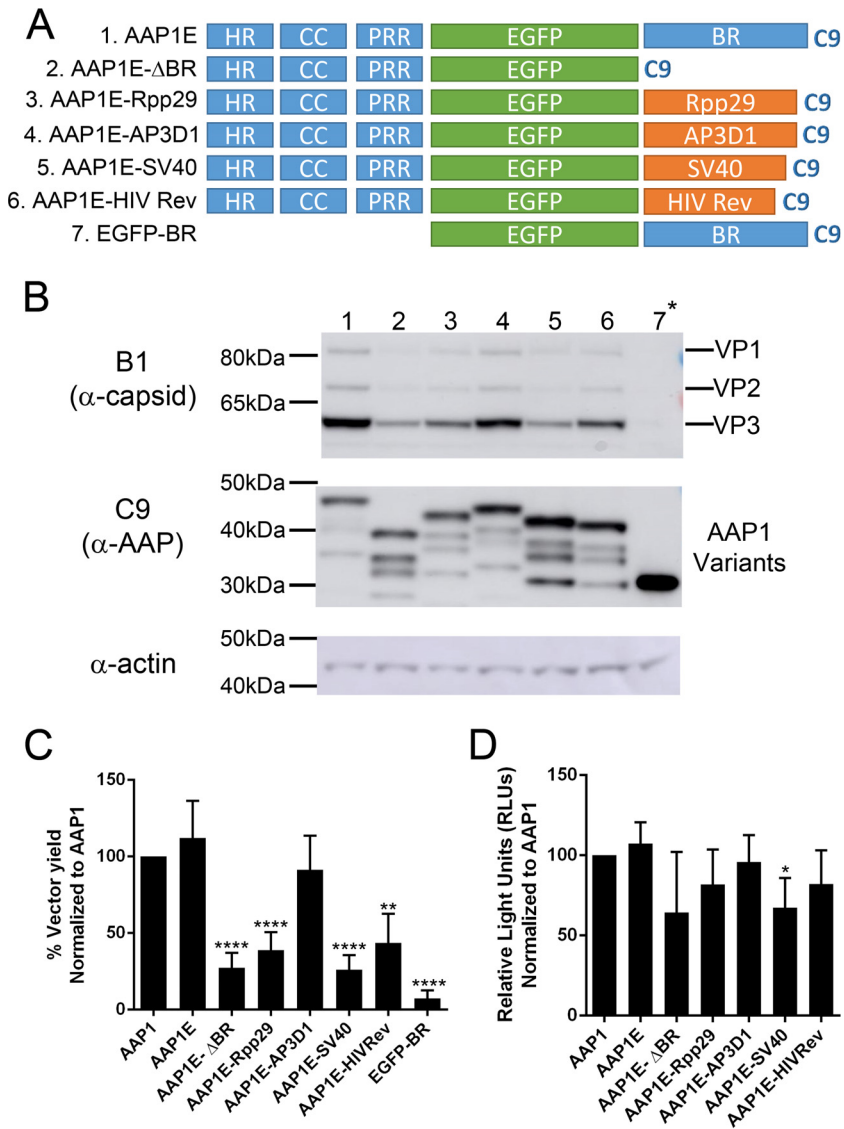 A
1. AAP1E HR CC PRR EGFP BR C9
2. AAP1E-ΔBR HR CC PRR EGFP C9
3. AAP1E-Rpp29 HR CC PRR EGFP Rpp29 C9
4. AAP1E-AP3D1 HR CC PRR EGFP AP3D1 C9
5. AAP1E-SV40 HR CC PRR EGFP SV40 C9
6. AAP1E-HIV Rev HR CC PRR EGFP HIV Rev C9
7. EGFP-BR EGFP BR C9
B
1 2 3 4 5 6 7*
B1
(α-capsid)
80kDa
65kDa
VP1
VP2
VP3
C9
(α-AAP)
50kDa
40kDa
30kDa
AAP1
Variants
α-actin
50kDa
40kDa
C
% Vector yield
Normalized to AAP1
150
100
50
0
**** **** **** ** ****
AAP1
AAP1E
AAP1E- ΔBR
AAP1E-Rpp29
AAP1E-AP3D1
AAP1E-SV40
AAP1E-HIVRev
EGFP-BR
D
Relative Light Units (RLUs)
Normalized to AAP1
150
100
50
0
*
AAP1
AAP1E
AAP1E- ΔBR
AAP1E-Rpp29
AAP1E-AP3D1
AAP1E-SV40
AAP1E-HIVRev